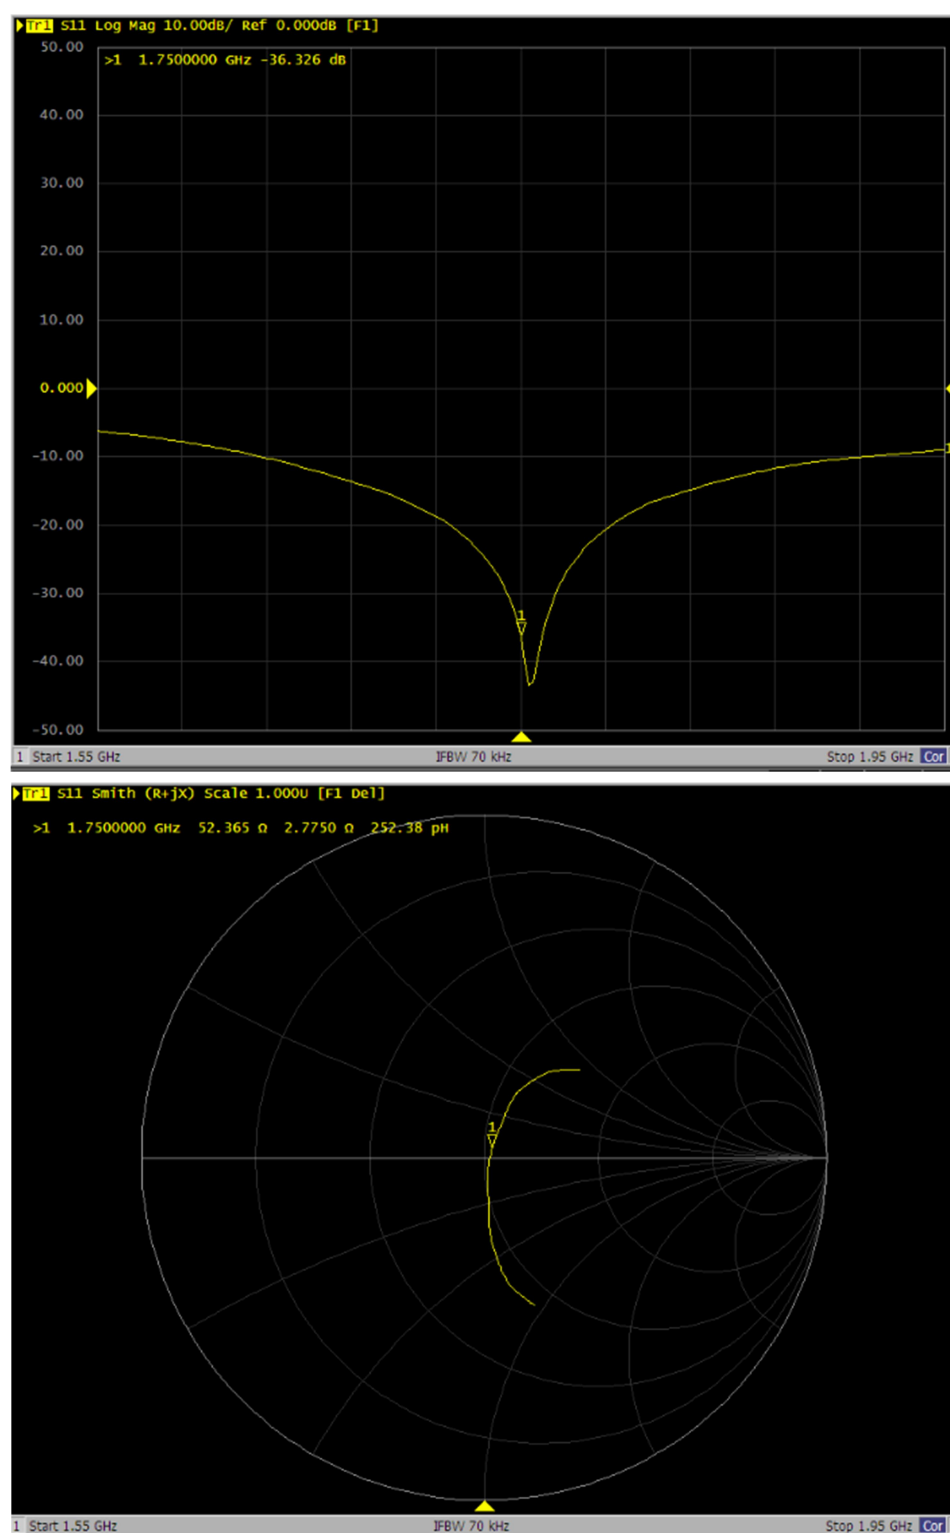 Tr1 S11 Log Mag 10.00dB/ Ref 0.000dB [F1]
50.00
>1 1.7500000 GHz -36.326 dB
40.00
30.00
20.00
10.00
0.000
-10.00
1
-20.00
-30.00
1
-40.00
-50.00
1 Start 1.55 GHz IFBW 70 kHz Stop 1.95 GHz Cor
Tr1 S11 Smith (R+jX) Scale 1.000U [F1 Del]
>1 1.7500000 GHz 52.365 Ω 2.7750 Ω 252.38 pH
1
1 Start 1.55 GHz IFBW 70 kHz Stop 1.95 GHz Cor